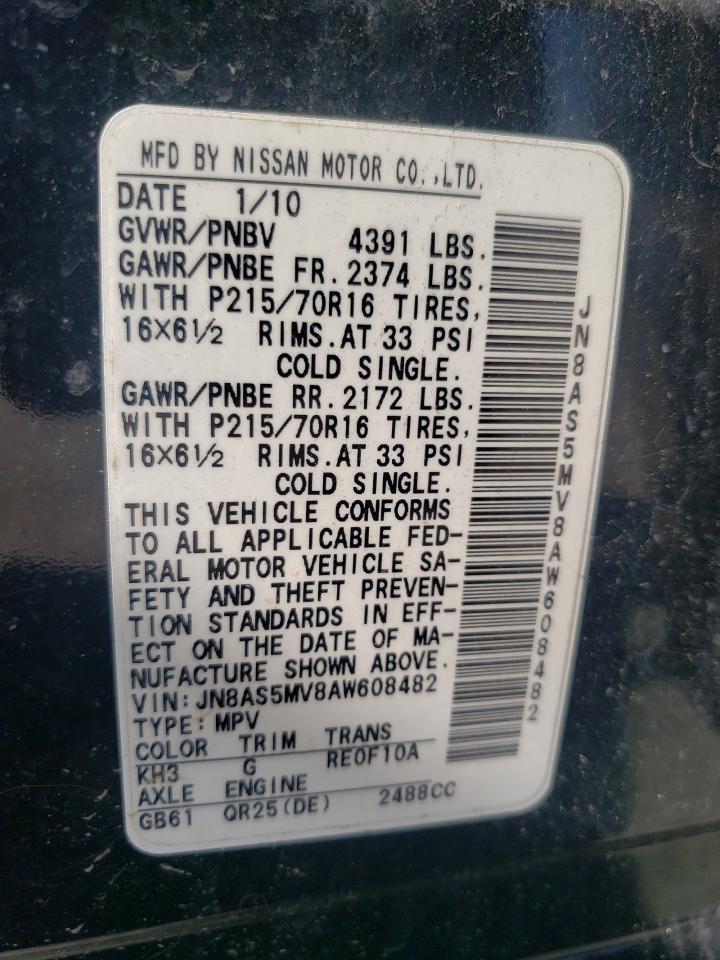 MFD BY NISSAN MOTOR CO.,LTD.
DATE 1/10
GVWR/PNBV 4391 LBS.
GAWR/PNBE FR.2374 LBS.
WITH P215/70R16 TIRES,
16X6½ RIMS.AT 33 PSI
COLD SINGLE.
GAWR/PNBE RR.2172 LBS.
WITH P215/70R16 TIRES,
16X6½ RIMS.AT 33 PSI
COLD SINGLE.
THIS VEHICLE CONFORMS
TO ALL APPLICABLE FED-
ERAL MOTOR VEHICLE SA-
FETY AND THEFT PREVEN-
TION STANDARDS IN EFF-
ECT ON THE DATE OF MA-
NUFACTURE SHOWN ABOVE.
VIN:JN8AS5MV8AW608482
TYPE:MPV
COLOR TRIM TRANS
KH3 G RE0F10A
AXLE ENGINE
GB61 QR25(DE) 2488CC
JN8AS5MV8AW608482